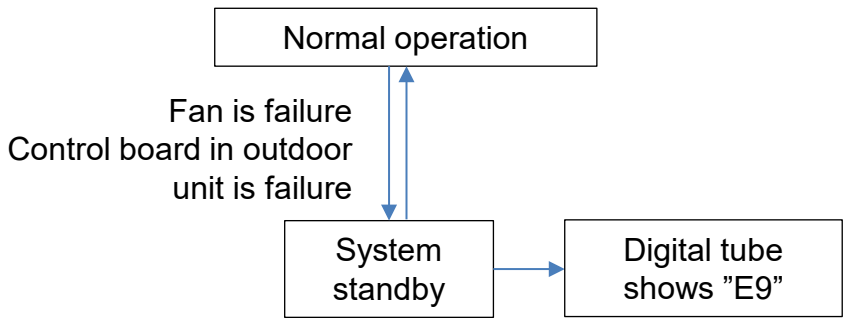 Normal operation
Fan is failure
Control board in outdoor
unit is failure
System
standby
Digital tube
shows ”E9”